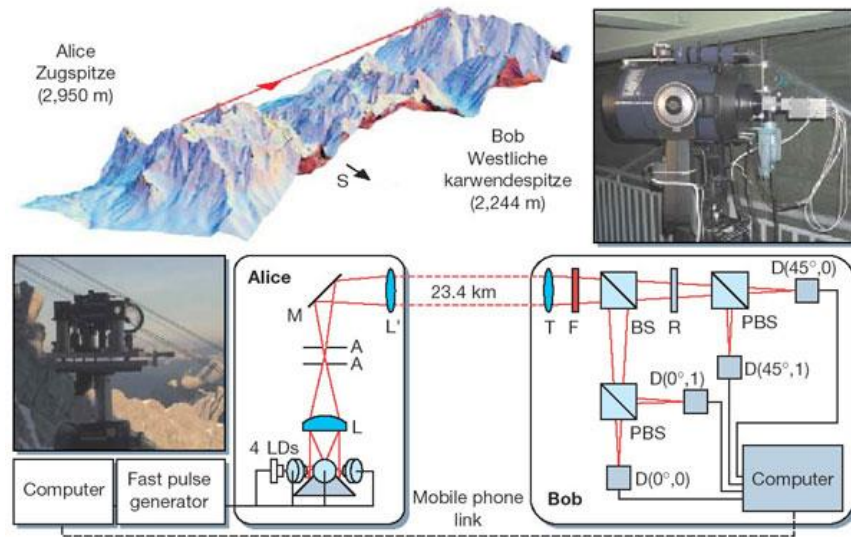 Alice
Zugspitze
(2,950 m)
Bob
Westliche
karwendespitze
(2,244 m)
S
Alice
M
L'
A
A
L
4 LDs
Computer
Fast pulse
generator
23.4 km
Mobile phone
link
T
F
BS
R
PBS
D(45°,0)
D(45°,1)
D(0°,1)
PBS
D(0°,0)
Computer
Bob